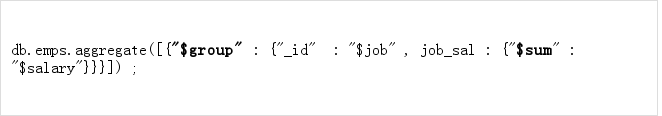 db.emps.aggregate([{"$group" : {"_id"  : "$job" , job_sal : {"$sum" :
"$salary"}}}]) ;